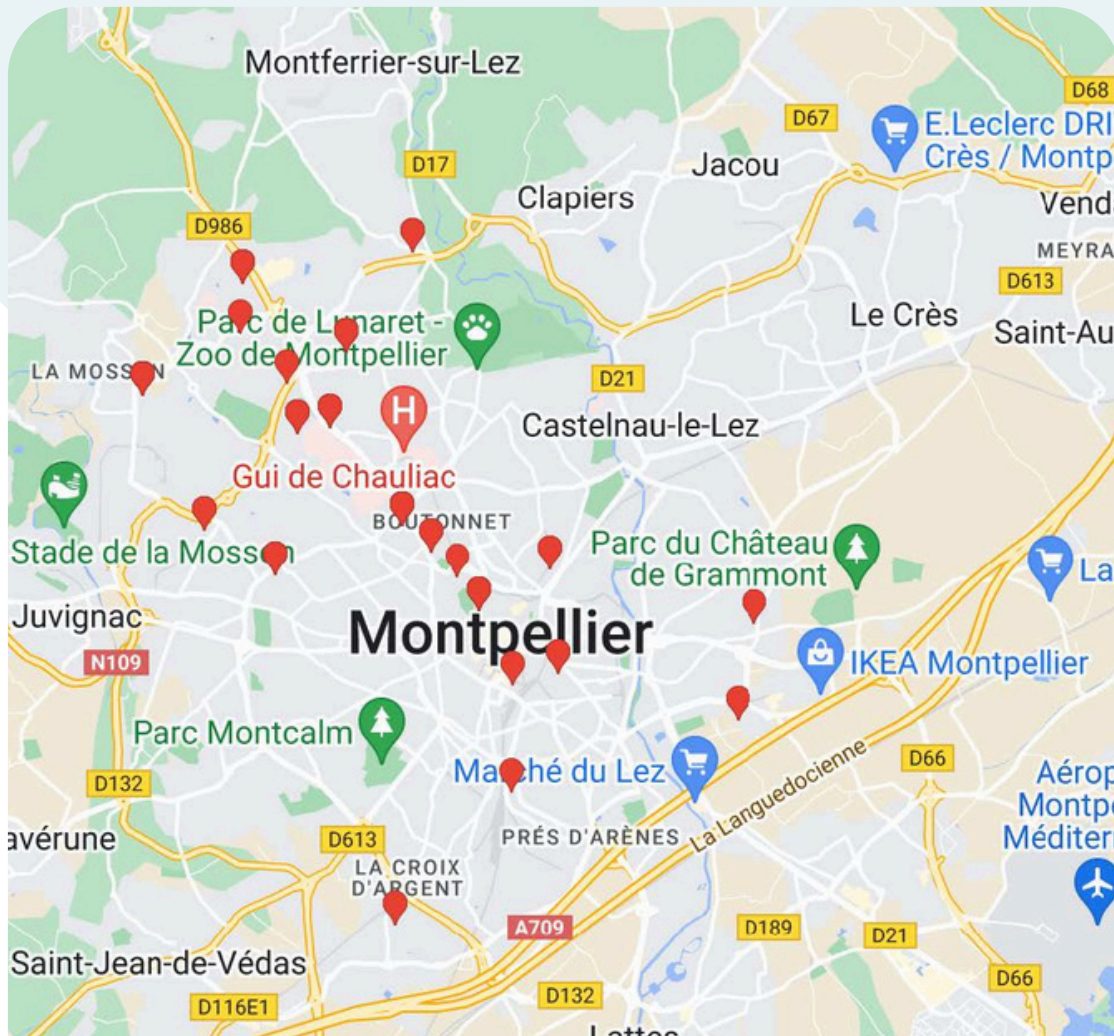 Montferrier-sur-Lez
D68
D67
E.Leclerc DRI
Crès / Montp
D17
Jacou
Clapiers
Vend
D986
MEYRA
D613
Parc de Lunaret -
Zoo de Montpellier
Le Crès
Saint-Au
LA MOSSON
D21
H
Castelnau-le-Lez
Gui de Chauliac
BOUTONNET
Stade de la Mosson
Parc du Château
de Grammont
La
Juvignac
Montpellier
N109
IKEA Montpellier
Parc Montcalm
Marché du Lez
La Languedocienne
D66
D132
Aérop
Montpe
Méditerr
avérune
D613
PRÉS D'ARÈNES
LA CROIX
D'ARGENT
A709
D189
D21
Saint-Jean-de-Védas
D66
D116E1
D132
Lattes